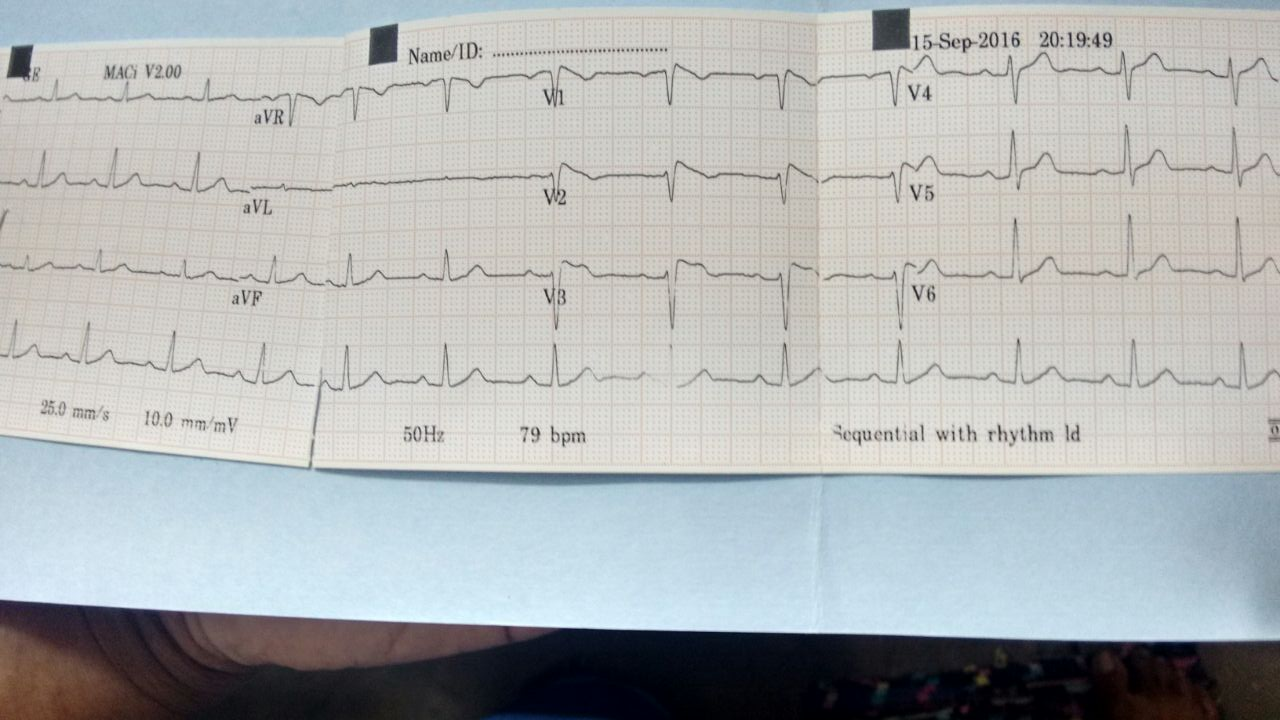 GE MACi V2.00
Name/ID:
15-Sep-2016 20:19:49
aVR
V1
V4
aVL
V2
V5
aVF
V3
V6
25.0 mm/s 10.0 mm/mV
50Hz 79 bpm
Sequential with rhythm ld